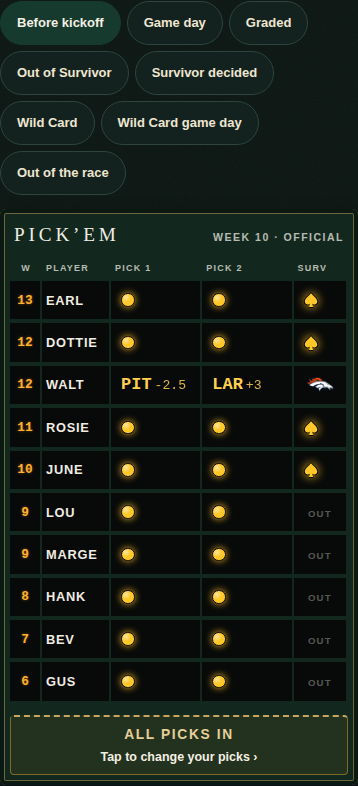 Before kickoff
Game day
Graded
Out of Survivor
Survivor decided
Wild Card
Wild Card game day
Out of the race
PICK’EM
WEEK 10 · OFFICIAL
W PLAYER PICK 1 PICK 2 SURV
13 EARL
12 DOTTIE
12 WALT PIT -2.5 LAR +3
11 ROSIE
10 JUNE
9 LOU OUT
9 MARGE OUT
8 HANK OUT
7 BEV OUT
6 GUS OUT
ALL PICKS IN
Tap to change your picks ›